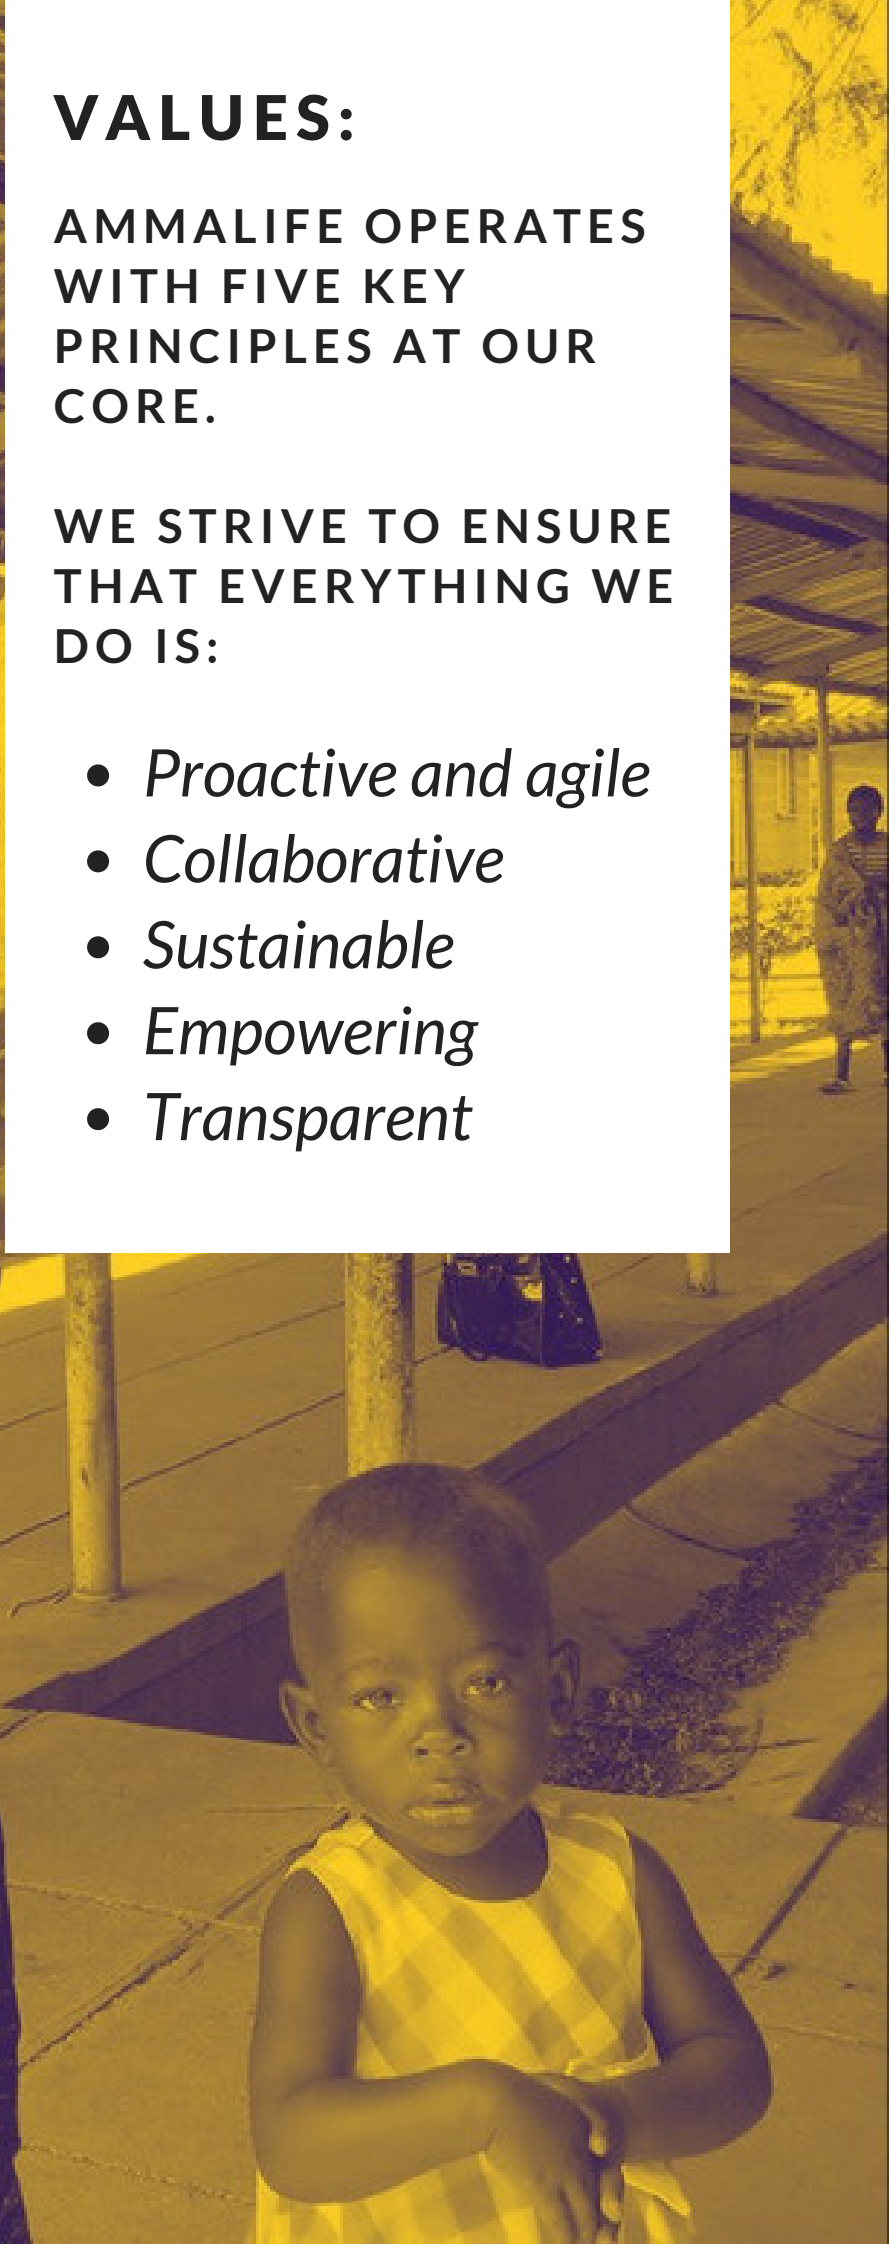 VALUES:
AMMALIFE OPERATES
WITH FIVE KEY
PRINCIPLES AT OUR
CORE.
WE STRIVE TO ENSURE
THAT EVERYTHING WE
DO IS:
• Proactive and agile
• Collaborative
• Sustainable
• Empowering
• Transparent